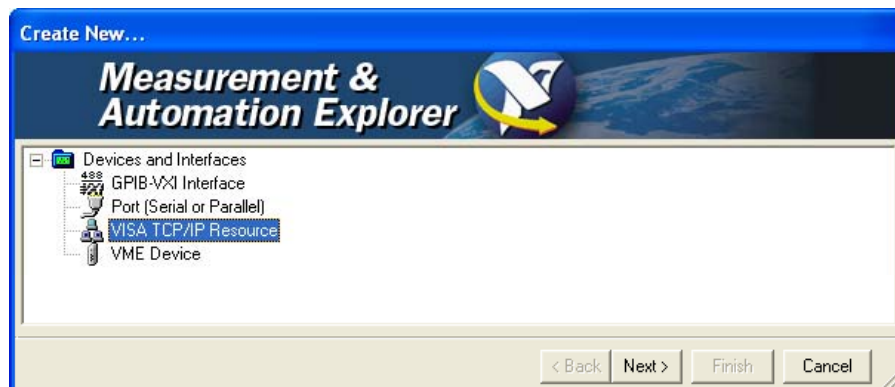 Create New...
Measurement &
Automation Explorer
Devices and Interfaces
GPIB-VXI Interface
Port (Serial or Parallel)
VISA TCP/IP Resource
VME Device
< Back Next > Finish Cancel